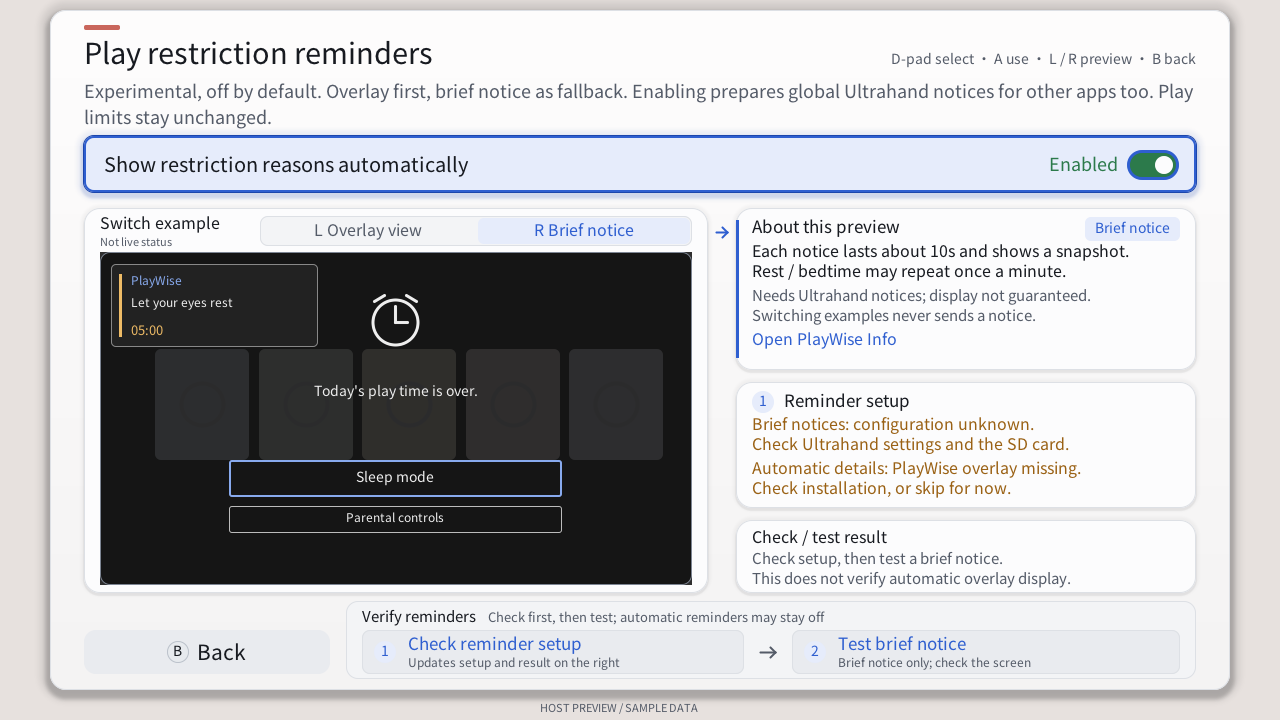 Play restriction reminders
D-pad select • A use • L / R preview • B back
Experimental, off by default. Overlay first, brief notice as fallback. Enabling prepares global Ultrahand notices for other apps too. Play
limits stay unchanged.
Show restriction reasons automatically
Enabled
Switch example
Not live status
L Overlay view
R Brief notice
PlayWise
Let your eyes rest
05:00
Today's play time is over.
Sleep mode
Parental controls
About this preview
Brief notice
Each notice lasts about 10s and shows a snapshot.
Rest / bedtime may repeat once a minute.
Needs Ultrahand notices; display not guaranteed.
Switching examples never sends a notice.
Open PlayWise Info
1 Reminder setup
Brief notices: configuration unknown.
Check Ultrahand settings and the SD card.
Automatic details: PlayWise overlay missing.
Check installation, or skip for now.
Check / test result
Check setup, then test a brief notice.
This does not verify automatic overlay display.
B Back
Verify reminders Check first, then test; automatic reminders may stay off
1 Check reminder setup
Updates setup and result on the right
2 Test brief notice
Brief notice only; check the screen
HOST PREVIEW / SAMPLE DATA